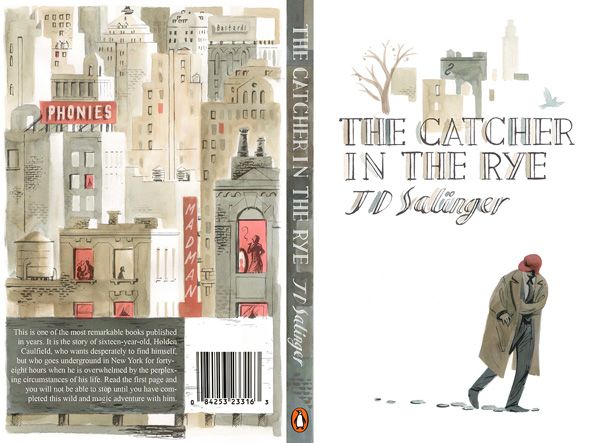 PHONIES
MADMAN
This is one of the most remarkable books published
in years. It is the story of sixteen-year-old, Holden
Caulfield, who wants desperately to find himself,
but who goes underground in New York for forty-
eight hours when he is overwhelmed by the perplex-
ing circumstances of his life. Read the first page and
you will not be able to stop until you have com-
pleted this wild and magic adventure with him.
0 84253 23316 3
THE CATCHER IN THE RYE JD Salinger
THE CATCHER
IN THE RYE
J D Salinger